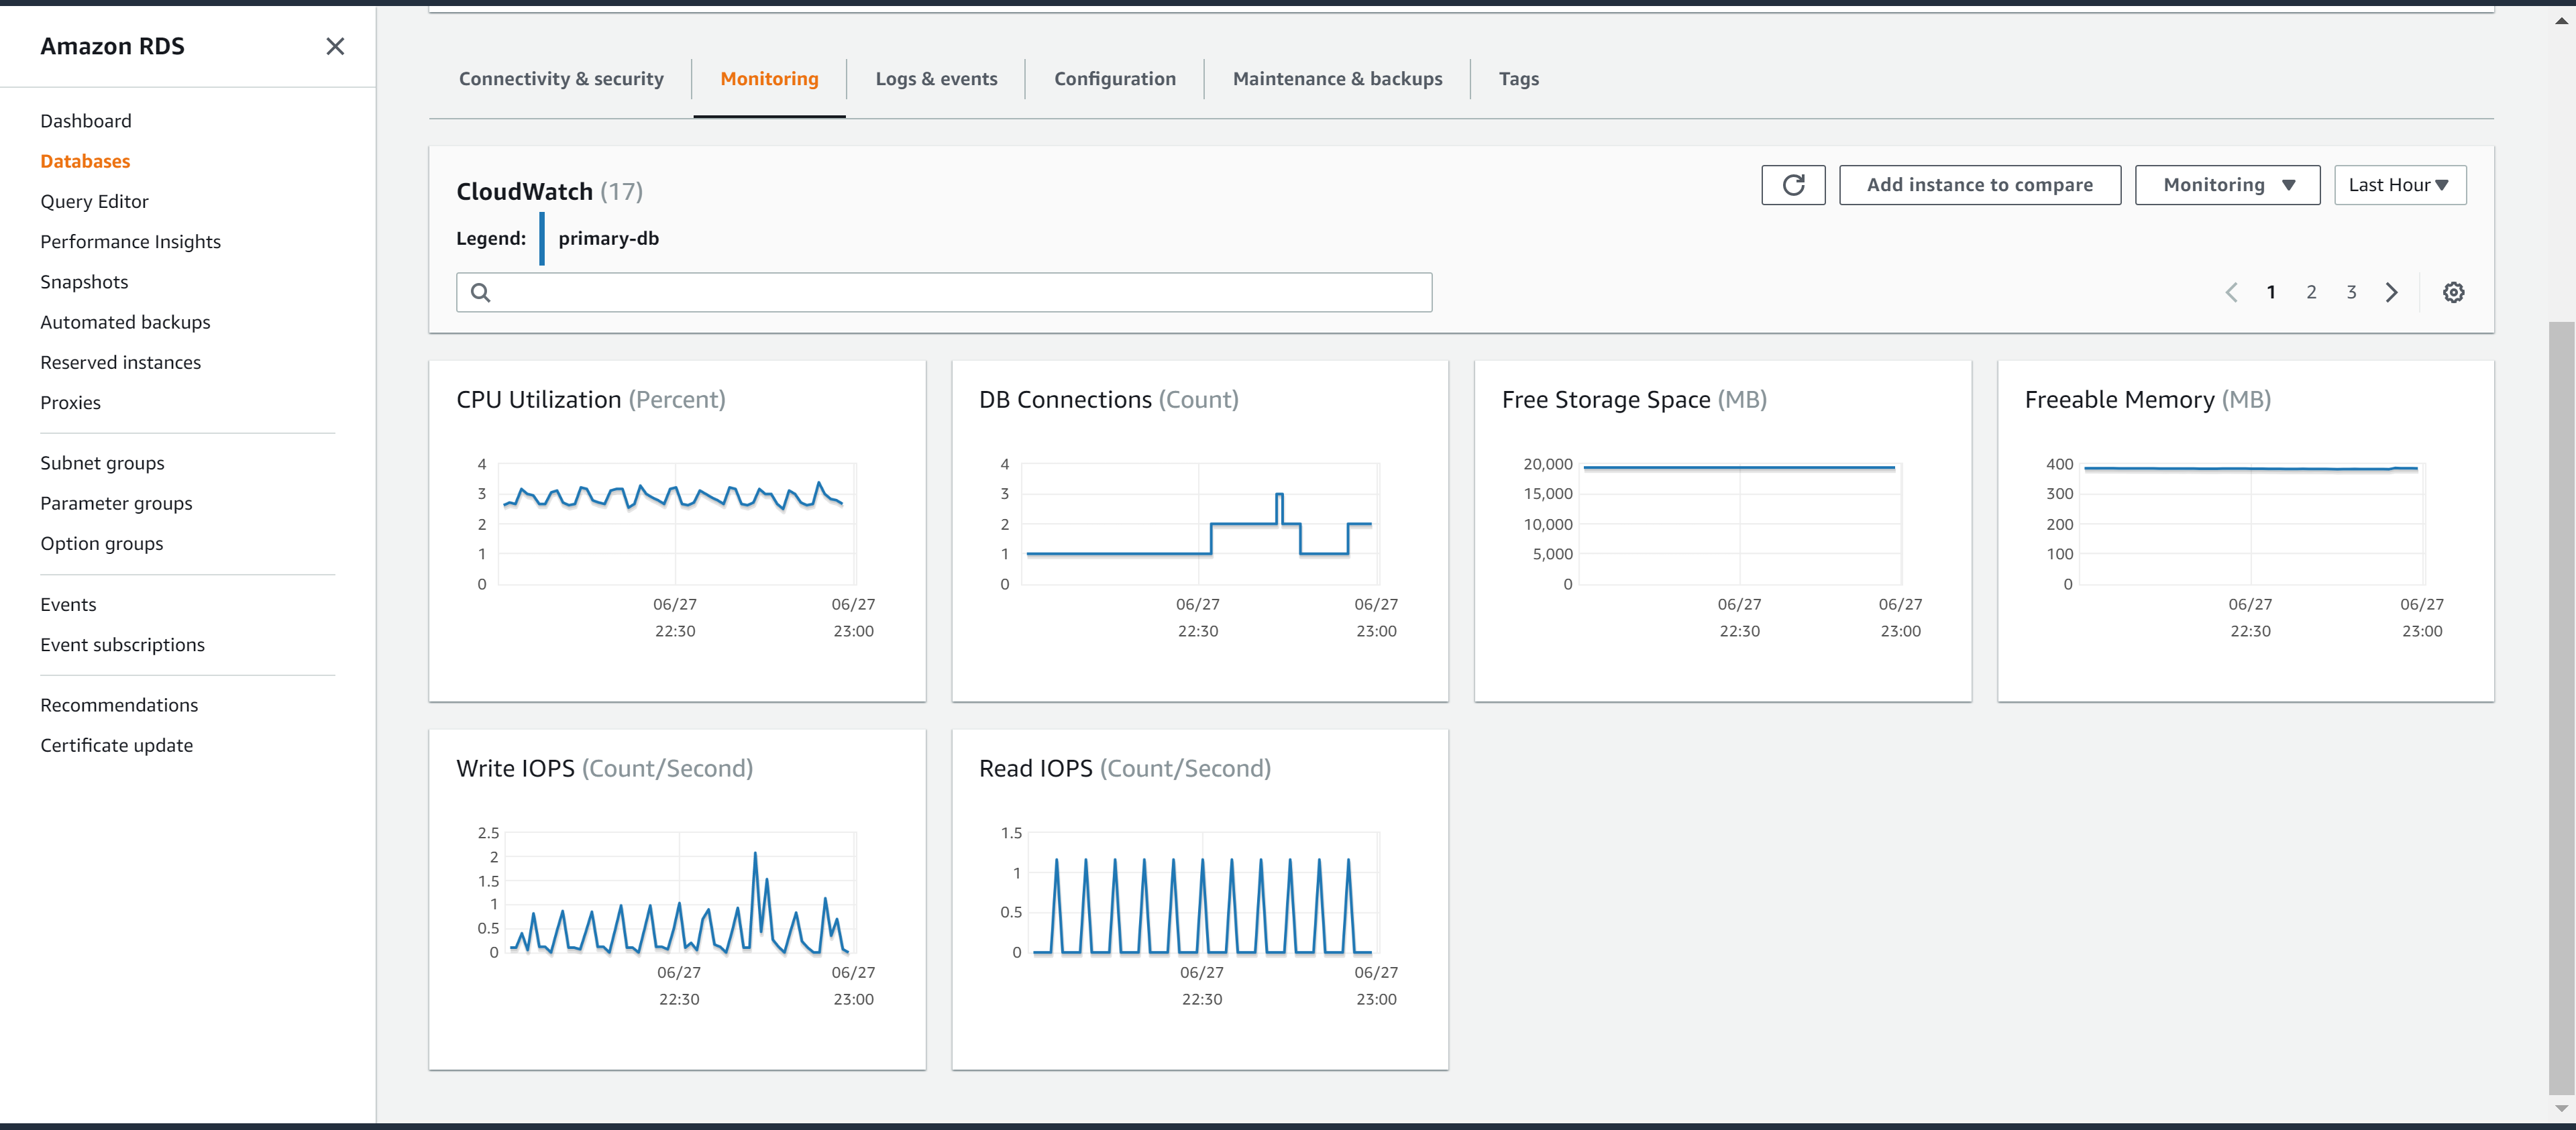 Amazon RDS
Dashboard
Databases
Query Editor
Performance Insights
Snapshots
Automated backups
Reserved instances
Proxies
Subnet groups
Parameter groups
Option groups
Events
Event subscriptions
Recommendations
Certificate update
Connectivity & security
Monitoring
Logs & events
Configuration
Maintenance & backups
Tags
CloudWatch (17)
Add instance to compare
Monitoring
Last Hour
Legend: primary-db
1 2 3
CPU Utilization (Percent)
4
3
2
1
0
06/27 06/27
22:30 23:00
DB Connections (Count)
4
3
2
1
0
06/27 06/27
22:30 23:00
Free Storage Space (MB)
20,000
15,000
10,000
5,000
0
06/27 06/27
22:30 23:00
Freeable Memory (MB)
400
300
200
100
0
06/27 06/27
22:30 23:00
Write IOPS (Count/Second)
2.5
2
1.5
1
0.5
0
06/27 06/27
22:30 23:00
Read IOPS (Count/Second)
1.5
1
0.5
0
06/27 06/27
22:30 23:00